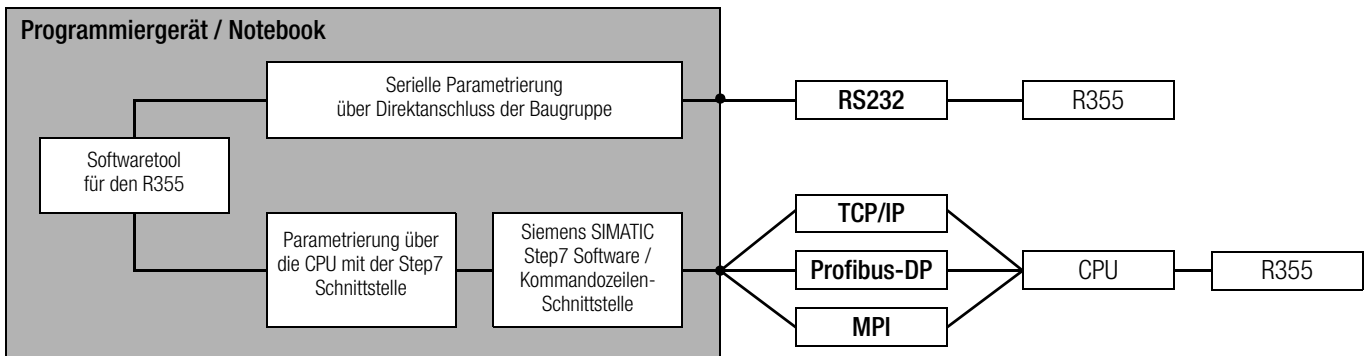 Programmiergerät / Notebook
Serielle Parametrierung
über Direktanschluss der Baugruppe
RS232
R355
Softwaretool
für den R355
Parametrierung über
die CPU mit der Step7
Schnittstelle
Siemens SIMATIC
Step7 Software /
Kommandozeilen-
Schnittstelle
TCP/IP
Profibus-DP
MPI
CPU
R355